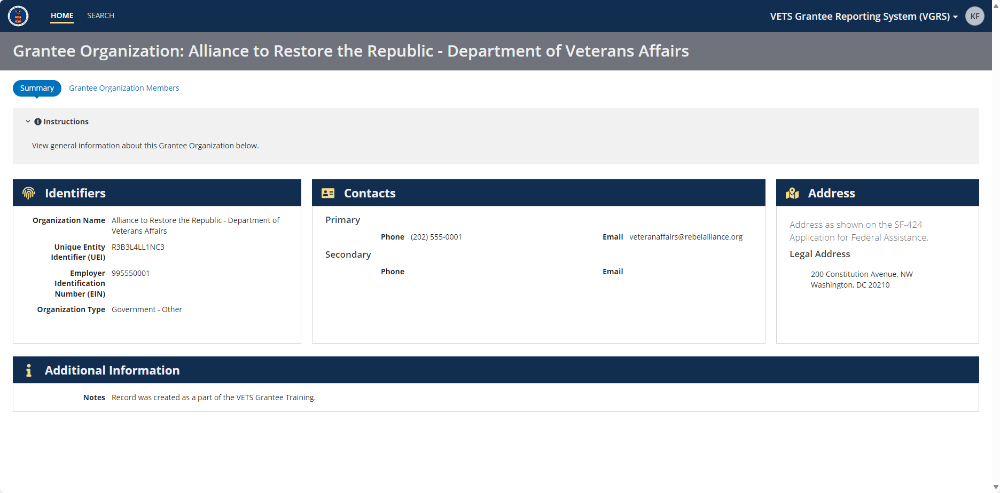 HOME SEARCH VETS Grantee Reporting System (VGRS) KF
Grantee Organization: Alliance to Restore the Republic - Department of Veterans Affairs
Summary Grantee Organization Members
Instructions
View general information about this Grantee Organization below.
Identifiers
Organization Name Alliance to Restore the Republic - Department of
Veterans Affairs
Unique Entity R3B3L4LL1NC3
Identifier (UEI)
Employer 995550001
Identification
Number (EIN)
Organization Type Government - Other
Contacts
Primary
Phone (202) 555-0001 Email veteranaffairs@rebelalliance.org
Secondary
Phone Email
Address
Address as shown on the SF-424
Application for Federal Assistance.
Legal Address
200 Constitution Avenue, NW
Washington, DC 20210
Additional Information
Notes Record was created as a part of the VETS Grantee Training.